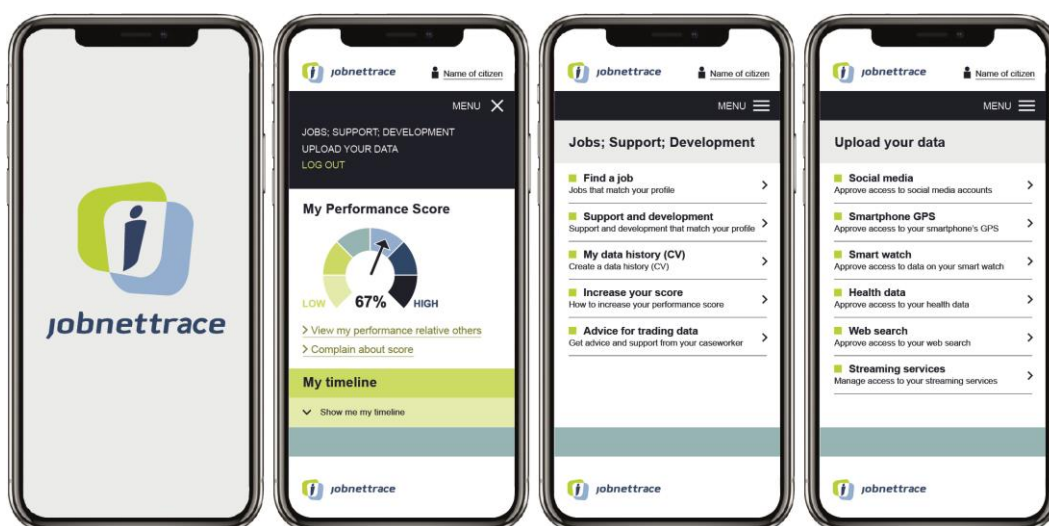 jobnettrace
jobnettrace
Name of citizen
MENU
JOBS; SUPPORT; DEVELOPMENT
UPLOAD YOUR DATA
LOG OUT
My Performance Score
LOW
67%
HIGH
> View my performance relative others
> Complain about score
My timeline
Show me my timeline
jobnettrace
jobnettrace
Name of citizen
MENU
Jobs; Support; Development
Find a job
Jobs that match your profile
Support and development
Support and development that match your profile
My data history (CV)
Create a data history (CV)
Increase your score
How to increase your performance score
Advice for trading data
Get advice and support from your caseworker
jobnettrace
jobnettrace
Name of citizen
MENU
Upload your data
Social media
Approve access to social media accounts
Smartphone GPS
Approve access to your smartphone's GPS
Smart watch
Approve access to data on your smart watch
Health data
Approve access to your health data
Web search
Approve access to your web search
Streaming services
Manage access to your streaming services
jobnettrace